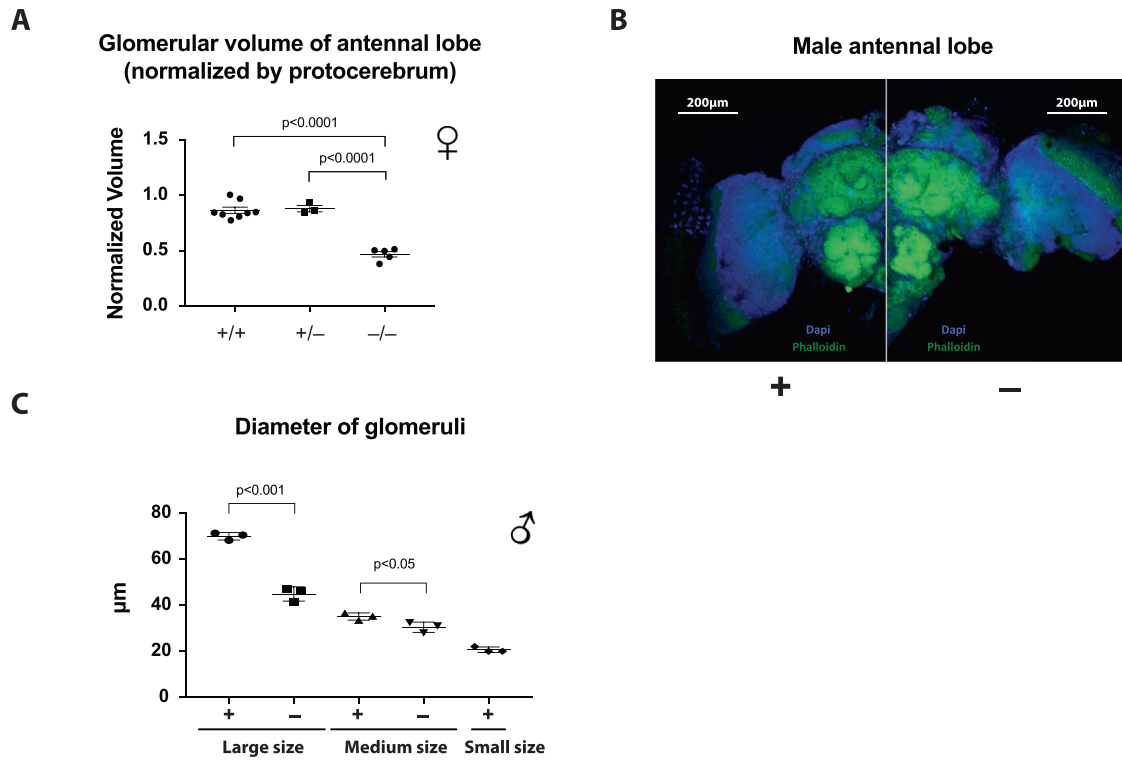 A
Glomerular volume of antennal lobe
(normalized by protocerebrum)
♀
p<0.0001
p<0.0001
Normalized Volume
1.5
1.0
0.5
0.0
+/+
+/–
–/–
B
Male antennal lobe
200µm
200µm
Dapi
Phalloidin
Dapi
Phalloidin
+
–
C
Diameter of glomeruli
♂
p<0.001
p<0.05
µm
80
60
40
20
0
+
–
+
–
+
Large size
Medium size
Small size